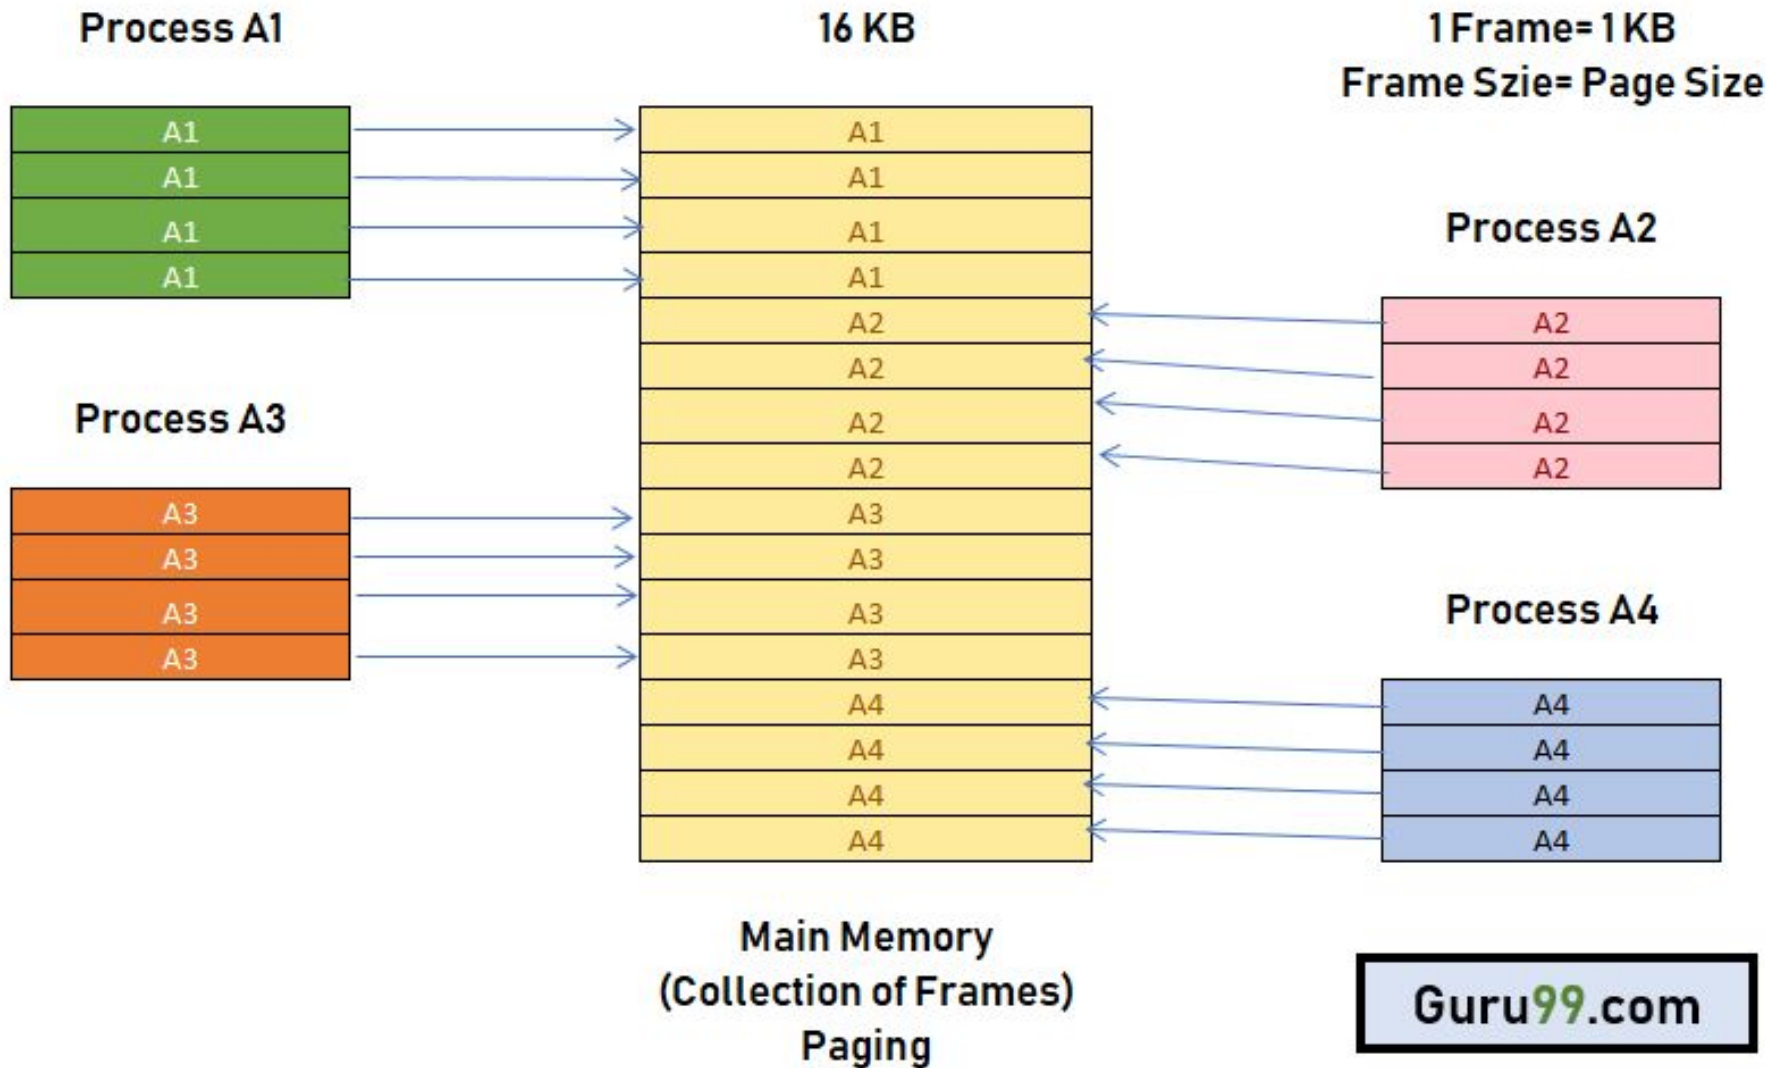 Process A1
A1
A1
A1
A1
Process A3
A3
A3
A3
A3
16 KB
A1
A1
A1
A1
A2
A2
A2
A2
A3
A3
A3
A3
A4
A4
A4
A4
Main Memory
(Collection of Frames)
Paging
1 Frame= 1 KB
Frame Szie= Page Size
Process A2
A2
A2
A2
A2
Process A4
A4
A4
A4
A4
Guru99.com